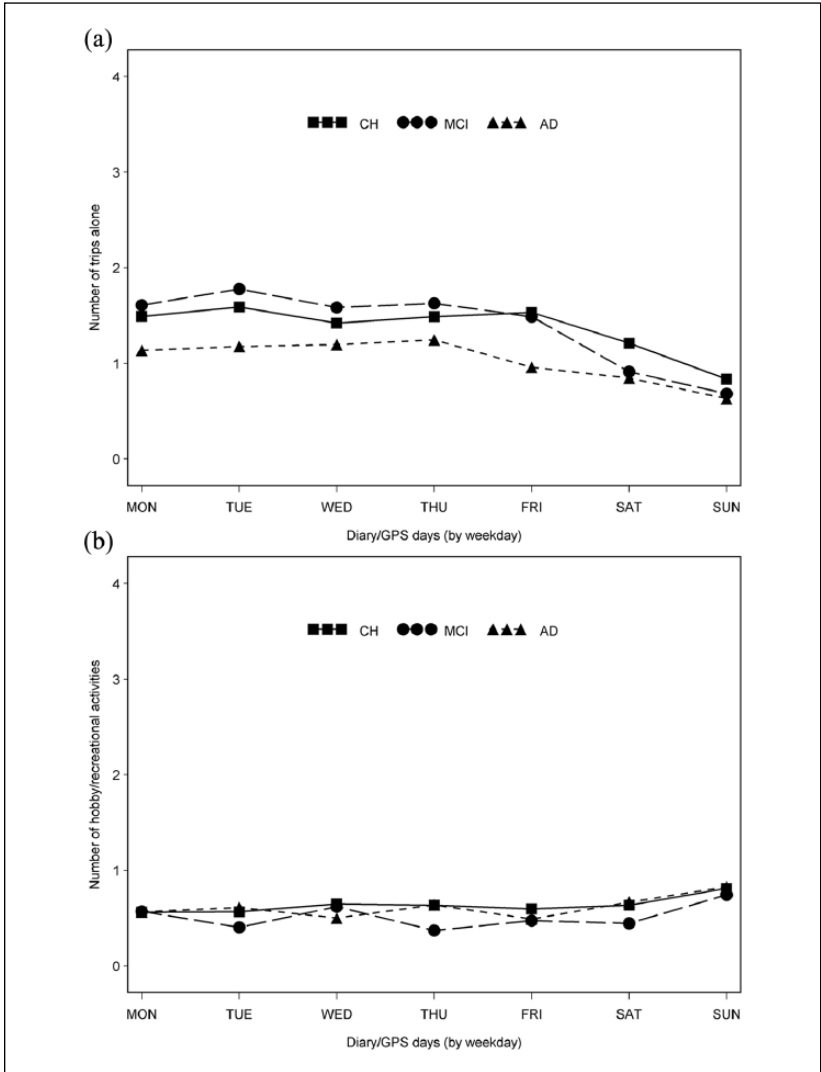 (a)
4
CH MCI AD
3
Number of trips alone
2
1
0
MON TUE WED THU FRI SAT SUN
Diary/GPS days (by weekday)
(b)
4
CH MCI AD
3
Number of hobby/recreational activities
2
1
0
MON TUE WED THU FRI SAT SUN
Diary/GPS days (by weekday)